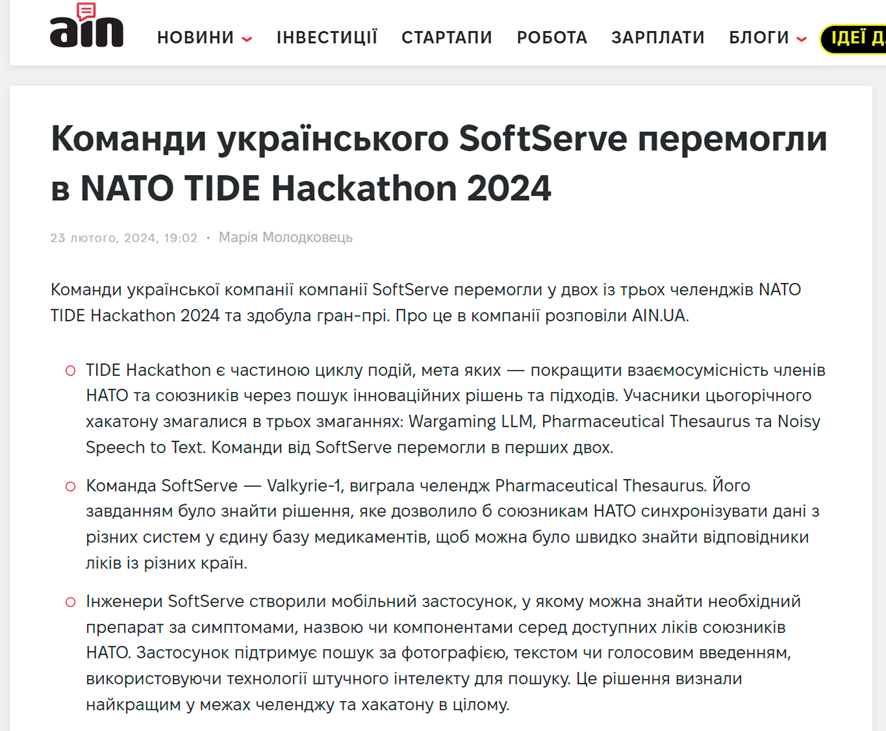 ain
НОВИНИ ІНВЕСТИЦІЇ СТАРТАПИ РОБОТА ЗАРПЛАТИ БЛОГИ ІДЕЇ Д
Команди українського SoftServe перемогли
в NATO TIDE Hackathon 2024
23 лютого, 2024, 19:02 · Марія Молодковець
Команди української компанії компанії SoftServe перемогли у двох із трьох челенджів NATO
TIDE Hackathon 2024 та здобула гран-прі. Про це в компанії розповіли AIN.UA.
TIDE Hackathon є частиною циклу подій, мета яких — покращити взаємосумісність членів
НАТО та союзників через пошук інноваційних рішень та підходів. Учасники цьогорічного
хакатону змагалися в трьох змаганнях: Wargaming LLM, Pharmaceutical Thesaurus та Noisy
Speech to Text. Команди від SoftServe перемогли в перших двох.
Команда SoftServe — Valkyrie-1, виграла челендж Pharmaceutical Thesaurus. Його
завданням було знайти рішення, яке дозволило б союзникам НАТО синхронізувати дані з
різних систем у єдину базу медикаментів, щоб можна було швидко знайти відповідники
ліків із різних країн.
Інженери SoftServe створили мобільний застосунок, у якому можна знайти необхідний
препарат за симптомами, назвою чи компонентами серед доступних ліків союзників
НАТО. Застосунок підтримує пошук за фотографією, текстом чи голосовим введенням,
використовуючи технології штучного інтелекту для пошуку. Це рішення визнали
найкращим у межах челенджу та хакатону в цілому.